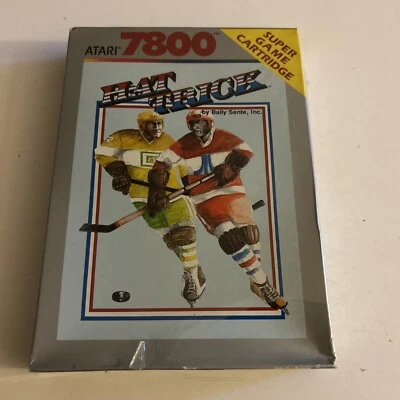 ATARI 7800
SUPER
GAME
CARTRIDGE
HAT
TRICK
by Bally Sente, Inc.